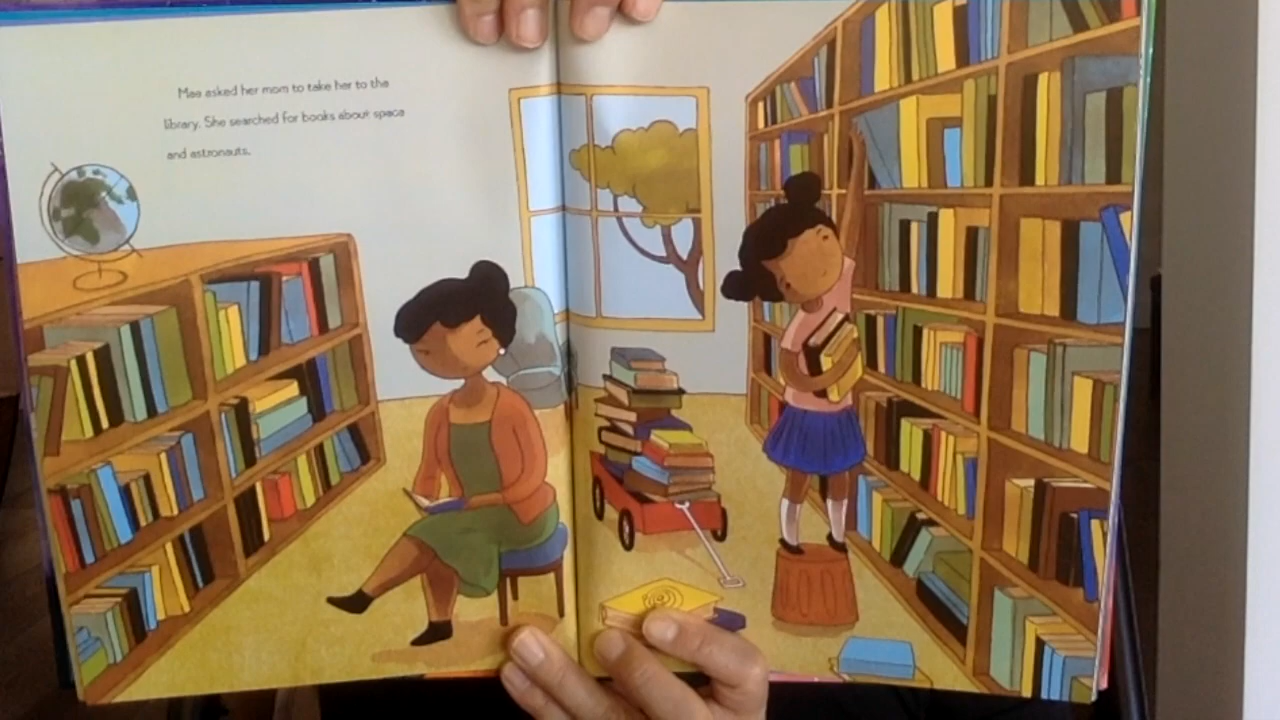 Mae asked her mom to take her to the
library. She searched for books about space
and astronauts.